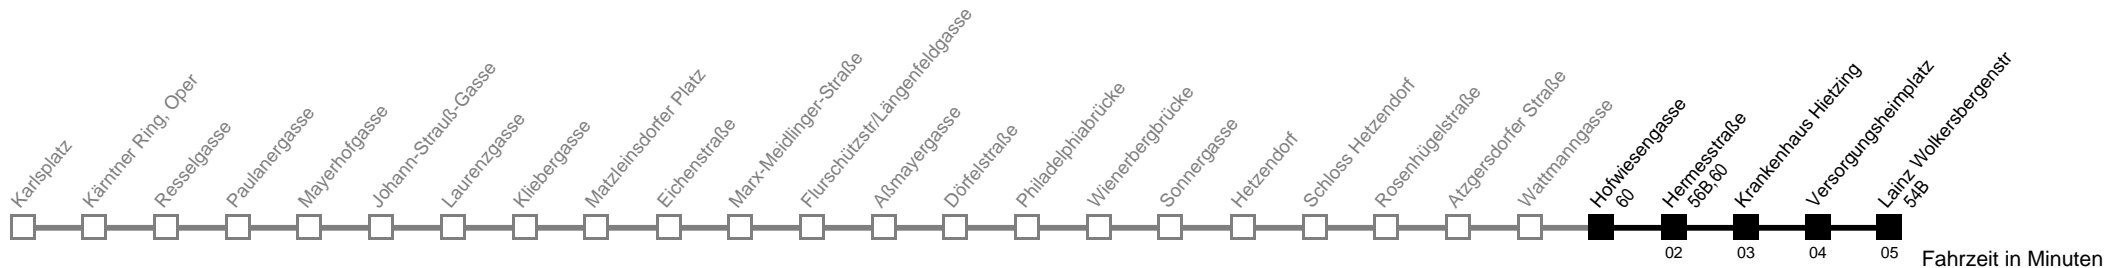 Karlsplatz
Kärntner Ring, Oper
Resselgasse
Paulanergasse
Mayerhofgasse
Johann-Strauß-Gasse
Laurenzgasse
Kliebergasse
Matzleinsdorfer Platz
Eichenstraße
Marx-Meidlinger-Straße
Flurschützstr/Längenfeldgasse
Aßmayergasse
Dörfelstraße
Philadelphiabrücke
Wienerbergbrücke
Sonnergasse
Hetzendorf
Schloss Hetzendorf
Rosenhügelstraße
Atzgersdorfer Straße
Wattmanngasse
Hofwiesengasse
60
Hermesstraße
56B,60
Krankenhaus Hietzing
Versorgungsheimplatz
Lainz Wolkersbergenstr
54B
02
03
04
05
Fahrzeit in Minuten